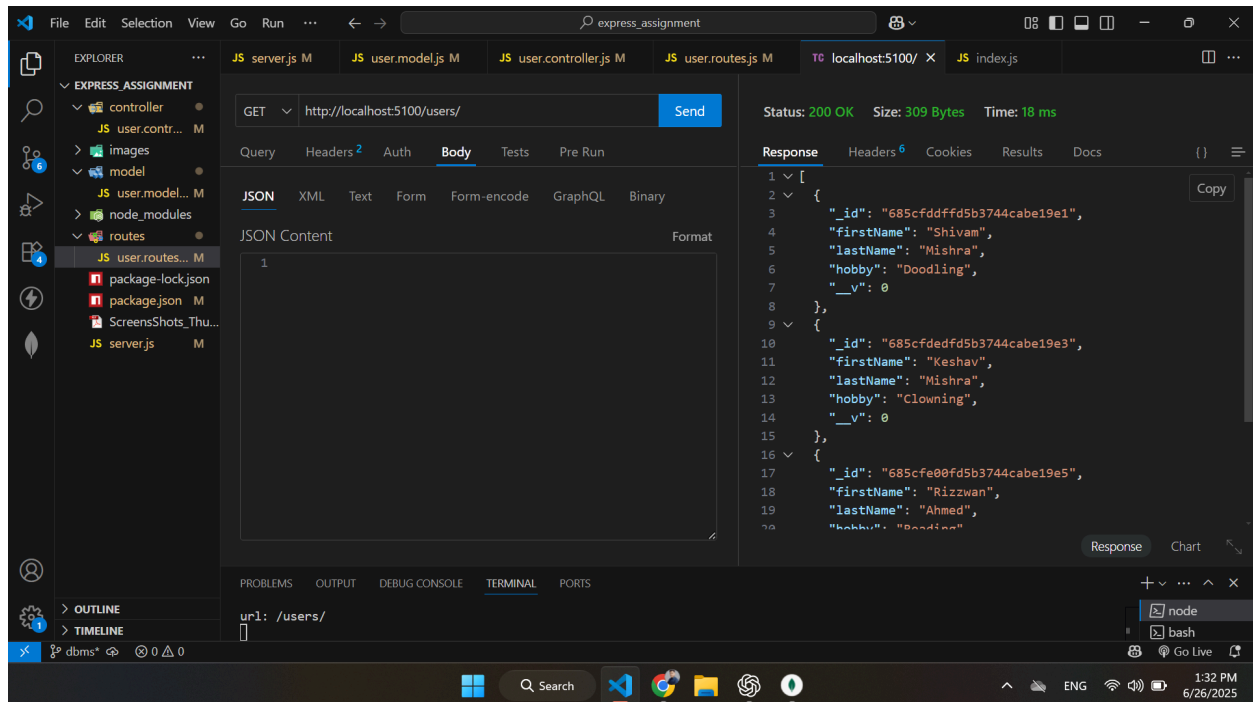 File Edit Selection View Go Run ··· express_assignment
EXPLORER ···
EXPRESS_ASSIGNMENT
controller
JS user.contr... M
images
model
JS user.model... M
node_modules
routes
JS user.routes... M
package-lock.json
package.json M
ScreensShots_Thu...
JS server.js M
OUTLINE
TIMELINE
JS server.js M JS user.model.js M JS user.controller.js M JS user.routes.js M TC localhost:5100/ JS index.js
GET http://localhost:5100/users/ Send
Query Headers 2 Auth Body Tests Pre Run
JSON XML Text Form Form-encode GraphQL Binary
JSON Content Format
1
Status: 200 OK Size: 309 Bytes Time: 18 ms
Response Headers 6 Cookies Results Docs { }
Copy
1 [
2 {
3 "_id": "685cfddffd5b3744cabe19e1",
4 "firstName": "Shivam",
5 "lastName": "Mishra",
6 "hobby": "Doodling",
7 "__v": 0
8 },
9 {
10 "_id": "685cfdedfd5b3744cabe19e3",
11 "firstName": "Keshav",
12 "lastName": "Mishra",
13 "hobby": "Clowning",
14 "__v": 0
15 },
16 {
17 "_id": "685cfe00fd5b3744cabe19e5",
18 "firstName": "Rizzwan",
19 "lastName": "Ahmed",
20 "hobby": "Reading"
Response Chart
PROBLEMS OUTPUT DEBUG CONSOLE TERMINAL PORTS
url: /users/
node
bash
6
4
1
dbms* 0 0 Go Live
Search ENG 1:32 PM
6/26/2025